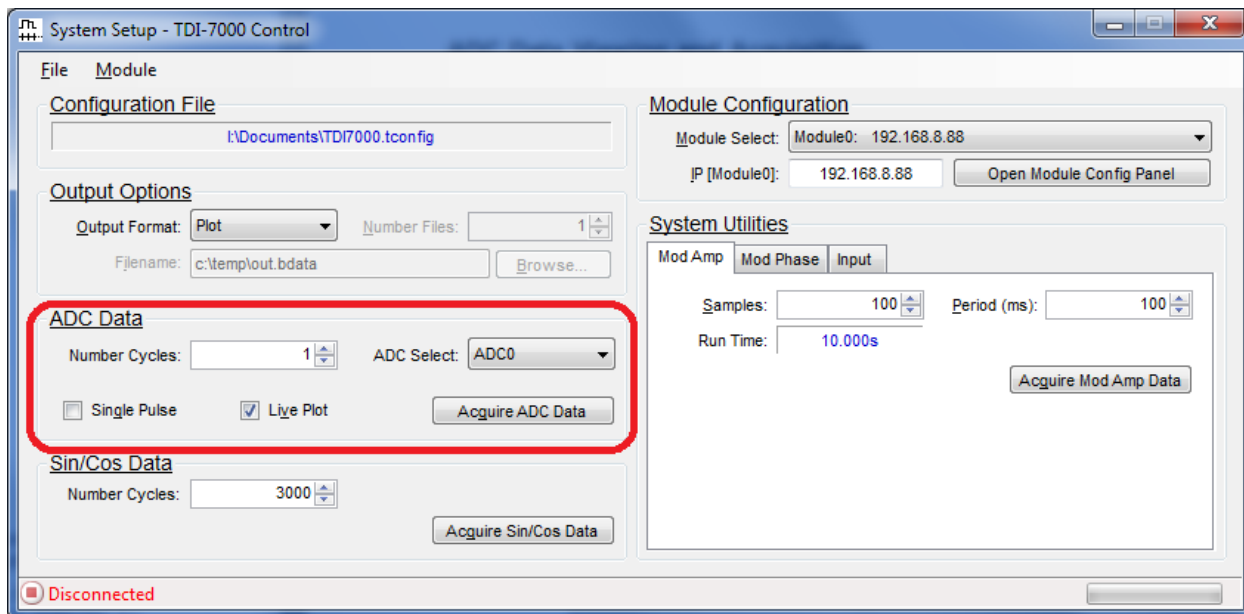 System Setup - TDI-7000 Control
File Module
Configuration File
I:\Documents\TDI7000.tconfig
Output Options
Output Format: Plot Number Files: 1
Filename: c:\temp\out.bdata Browse...
ADC Data
Number Cycles: 1 ADC Select: ADC0
Single Pulse Live Plot Acquire ADC Data
Sin/Cos Data
Number Cycles: 3000
Acquire Sin/Cos Data
Module Configuration
Module Select: Module0: 192.168.8.88
IP [Module0]: 192.168.8.88 Open Module Config Panel
System Utilities
Mod Amp Mod Phase Input
Samples: 100 Period (ms): 100
Run Time: 10.000s
Acquire Mod Amp Data
Disconnected